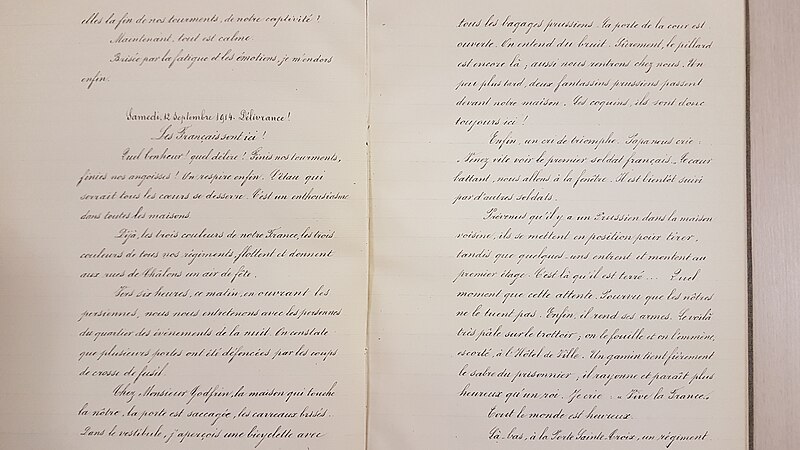 elles la fin de nos tourments, de notre captivité ?
Maintenant, tout est calme.
Brisée par la fatigue et les émotions, je m'endors
enfin.
Samedi, 12 Septembre 1914. Délivrance !
Les Français sont ici !
Quel bonheur ! quel délire ! Finis nos tourments,
finies nos angoisses ! On respire enfin. L'étau qui
serrait tous les cœurs se desserre. C'est un enthousiasme
dans toutes les maisons.
Déjà, les trois couleurs de notre France, les trois
couleurs de tous nos régiments, flottent et donnent
aux rues de Châlons un air de fête.
Vers six heures, ce matin, en ouvrant les
persiennes, nous nous entretenons avec les personnes
du quartier des évènements de la nuit. On constate
que plusieurs portes ont été défoncées par les coups
de crosse de fusil.
Chez Monsieur Godfrin, la maison qui touche
la nôtre, la porte est saccagée, les carreaux brisés.
Dans le vestibule, j'aperçois une bicyclette avec
tous les bagages prussiens. La porte de la cour est
ouverte. On entend du bruit. Sûrement, le pillard
est encore là, aussi nous rentrons chez nous. Un
peu plus tard, deux fantassins prussiens passent
devant notre maison. Les coquins, ils sont donc
toujours ici !
Enfin, un cri de triomphe. Papa nous crie :
"Venez vite voir le premier soldat français. Le cœur
battant, nous allons à la fenêtre. Il est bientôt suivi
par d'autres soldats.
Prévenus qu'il y a un Prussien dans la maison
voisine, ils se mettent en position pour tirer,
tandis que quelques-uns entrent et montent au
premier étage. C'est là qu'il est terré.... Quel
moment que cette attente. Pourvu que les nôtres
ne le tuent pas. Enfin, il rend ses armes. Le voilà
très pâle sur le trottoir ; on le fouille et on l'emmène,
escorté, à l'Hôtel de Ville. Un gamin tient fièrement
le sabre du prisonnier, il rayonne et paraît plus
heureux qu'un roi. Je crie : "Vive la France."
Tout le monde est heureux.
Là-bas, à la Porte Sainte-Croix, un régiment